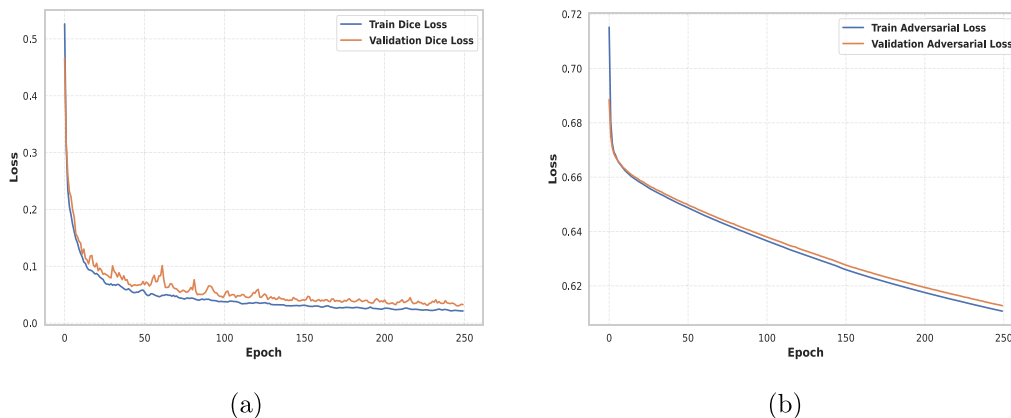 Train Dice Loss
Validation Dice Loss
0.5
0.4
0.3
0.2
0.1
0.0
Loss
0 50 100 150 200 250
Epoch
(a)
Train Adversarial Loss
Validation Adversarial Loss
0.72
0.70
0.68
0.66
0.64
0.62
Loss
0 50 100 150 200 250
Epoch
(b)